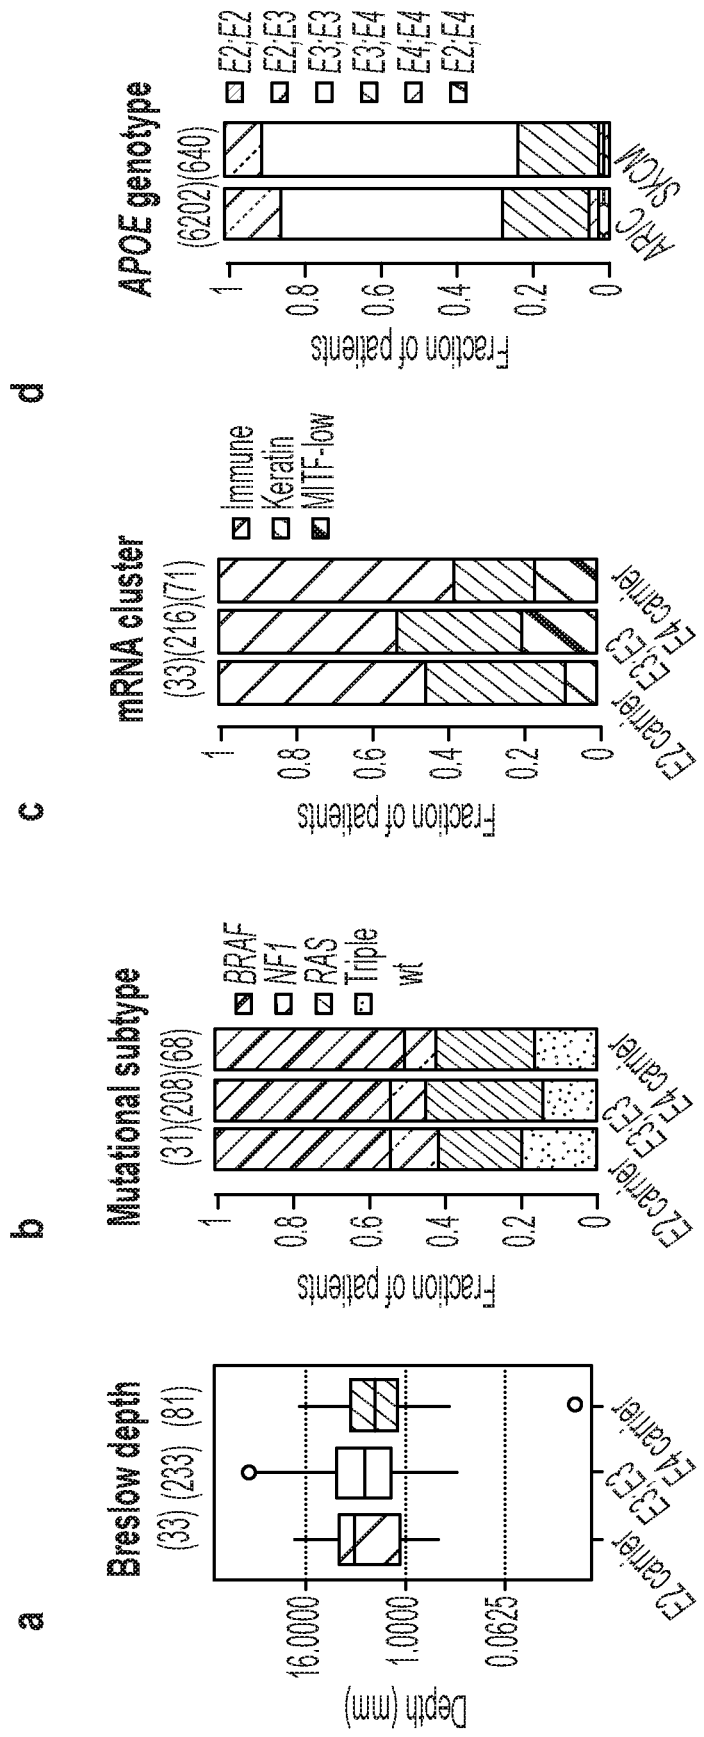 a
Breslow depth
(33) (233) (81)
Depth (mm)
16.0000
1.0000
0.0625
E2 carrier
E3;E3
E4 carrier
b
Mutational subtype
(31)(208)(68)
Fraction of patients
1
0.8
0.6
0.4
0.2
0
E2 carrier
E3;E3
E4 carrier
BRAF
NF1
RAS
Triple
wt
c
mRNA cluster
(33)(216)(71)
Fraction of patients
1
0.8
0.6
0.4
0.2
0
E2 carrier
E3;E3
E4 carrier
Immune
Keratin
MITF-low
d
APOE genotype
(6202)(640)
Fraction of patients
1
0.8
0.6
0.4
0.2
0
ARIC
SKCM
E2;E2
E2;E3
E3;E3
E3;E4
E4;E4
E2;E4